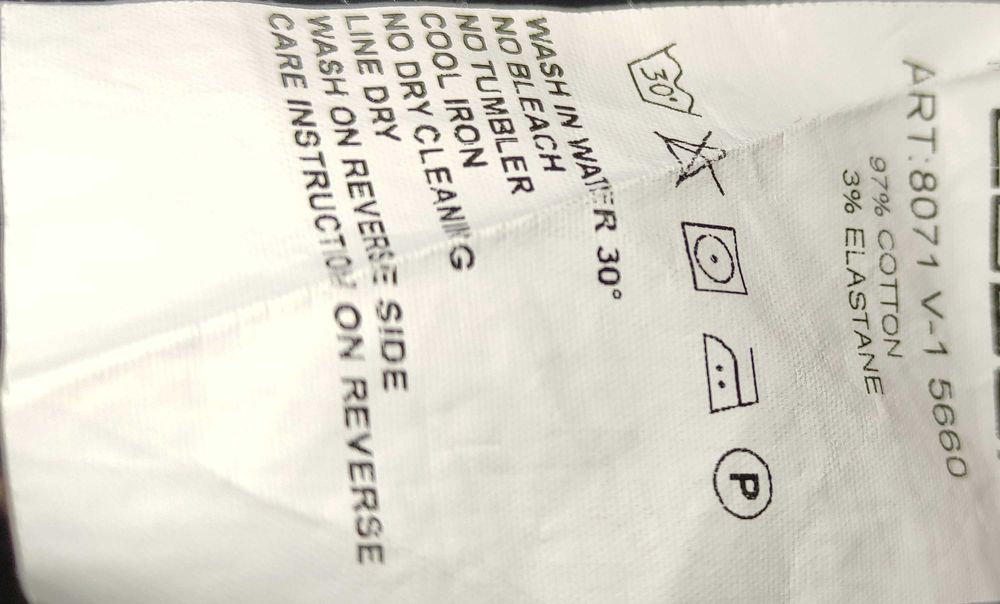 ART:8071 V-1 5660
97% COTTON
3% ELASTANE
30°
P
WASH IN WATER 30°
NO BLEACH
NO TUMBLER
COOL IRON
NO DRY CLEANING
LINE DRY
WASH ON REVERSE SIDE
CARE INSTRUCTION ON REVERSE